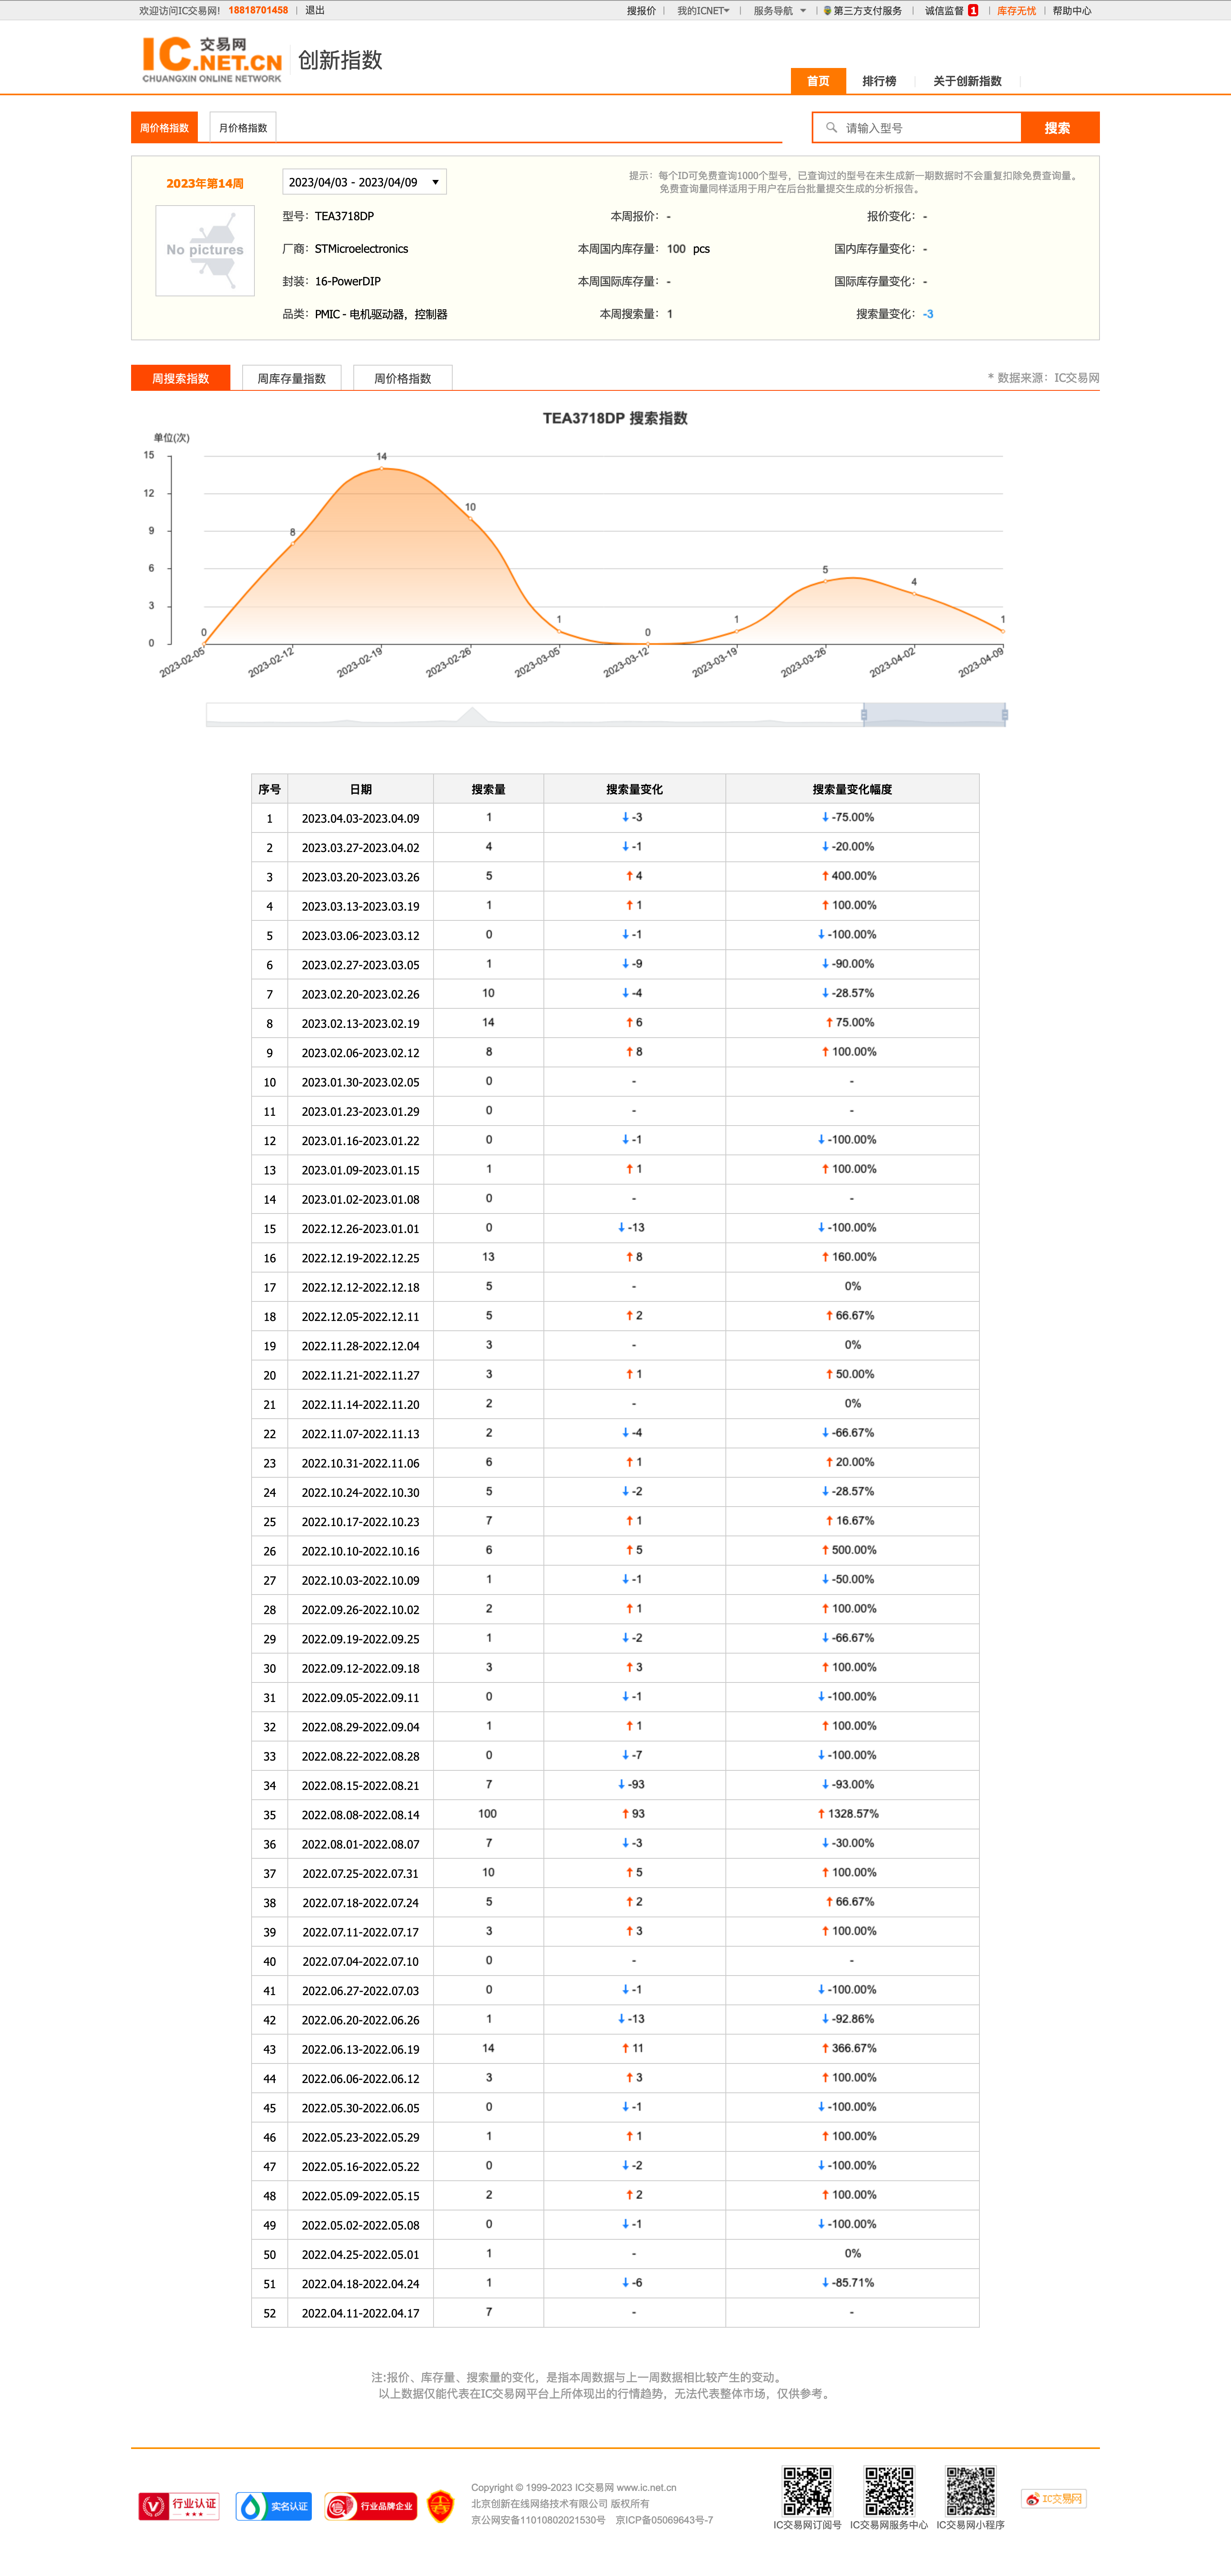 欢迎访问IC交易网! 18818701458 | 退出
搜报价 | 我的ICNET | 服务导航 | 第三方支付服务 | 诚信监督 1 | 库存无忧 | 帮助中心
IC 交易网 .NET.CN
CHUANGXIN ONLINE NETWORK
创新指数
首页 排行榜 关于创新指数
周价格指数 月价格指数
请输入型号 搜索
2023年第14周 2023/04/03 - 2023/04/09 ▼
提示：每个ID可免费查询1000个型号，已查询过的型号在未生成新一期数据时不会重复扣除免费查询量。
免费查询量同样适用于用户在后台批量提交生成的分析报告。
No pictures
型号：TEA3718DP 本周报价：- 报价变化：-
厂商：STMicroelectronics 本周国内库存量：100 pcs 国内库存量变化：-
封装：16-PowerDIP 本周国际库存量：- 国际库存量变化：-
品类：PMIC - 电机驱动器，控制器 本周搜索量：1 搜索量变化：-3
周搜索指数 周库存量指数 周价格指数 * 数据来源：IC交易网
TEA3718DP 搜索指数
单位(次)
15
12
9
6
3
0
0 8 14 10 1 0 1 5 4 1
2023-02-05 2023-02-12 2023-02-19 2023-02-26 2023-03-05 2023-03-12 2023-03-19 2023-03-26 2023-04-02 2023-04-09
序号 日期 搜索量 搜索量变化 搜索量变化幅度
1 2023.04.03-2023.04.09 1 ↓ -3 ↓ -75.00%
2 2023.03.27-2023.04.02 4 ↓ -1 ↓ -20.00%
3 2023.03.20-2023.03.26 5 ↑ 4 ↑ 400.00%
4 2023.03.13-2023.03.19 1 ↑ 1 ↑ 100.00%
5 2023.03.06-2023.03.12 0 ↓ -1 ↓ -100.00%
6 2023.02.27-2023.03.05 1 ↓ -9 ↓ -90.00%
7 2023.02.20-2023.02.26 10 ↓ -4 ↓ -28.57%
8 2023.02.13-2023.02.19 14 ↑ 6 ↑ 75.00%
9 2023.02.06-2023.02.12 8 ↑ 8 ↑ 100.00%
10 2023.01.30-2023.02.05 0 - -
11 2023.01.23-2023.01.29 0 - -
12 2023.01.16-2023.01.22 0 ↓ -1 ↓ -100.00%
13 2023.01.09-2023.01.15 1 ↑ 1 ↑ 100.00%
14 2023.01.02-2023.01.08 0 - -
15 2022.12.26-2023.01.01 0 ↓ -13 ↓ -100.00%
16 2022.12.19-2022.12.25 13 ↑ 8 ↑ 160.00%
17 2022.12.12-2022.12.18 5 - 0%
18 2022.12.05-2022.12.11 5 ↑ 2 ↑ 66.67%
19 2022.11.28-2022.12.04 3 - 0%
20 2022.11.21-2022.11.27 3 ↑ 1 ↑ 50.00%
21 2022.11.14-2022.11.20 2 - 0%
22 2022.11.07-2022.11.13 2 ↓ -4 ↓ -66.67%
23 2022.10.31-2022.11.06 6 ↑ 1 ↑ 20.00%
24 2022.10.24-2022.10.30 5 ↓ -2 ↓ -28.57%
25 2022.10.17-2022.10.23 7 ↑ 1 ↑ 16.67%
26 2022.10.10-2022.10.16 6 ↑ 5 ↑ 500.00%
27 2022.10.03-2022.10.09 1 ↓ -1 ↓ -50.00%
28 2022.09.26-2022.10.02 2 ↑ 1 ↑ 100.00%
29 2022.09.19-2022.09.25 1 ↓ -2 ↓ -66.67%
30 2022.09.12-2022.09.18 3 ↑ 3 ↑ 100.00%
31 2022.09.05-2022.09.11 0 ↓ -1 ↓ -100.00%
32 2022.08.29-2022.09.04 1 ↑ 1 ↑ 100.00%
33 2022.08.22-2022.08.28 0 ↓ -7 ↓ -100.00%
34 2022.08.15-2022.08.21 7 ↓ -93 ↓ -93.00%
35 2022.08.08-2022.08.14 100 ↑ 93 ↑ 1328.57%
36 2022.08.01-2022.08.07 7 ↓ -3 ↓ -30.00%
37 2022.07.25-2022.07.31 10 ↑ 5 ↑ 100.00%
38 2022.07.18-2022.07.24 5 ↑ 2 ↑ 66.67%
39 2022.07.11-2022.07.17 3 ↑ 3 ↑ 100.00%
40 2022.07.04-2022.07.10 0 - -
41 2022.06.27-2022.07.03 0 ↓ -1 ↓ -100.00%
42 2022.06.20-2022.06.26 1 ↓ -13 ↓ -92.86%
43 2022.06.13-2022.06.19 14 ↑ 11 ↑ 366.67%
44 2022.06.06-2022.06.12 3 ↑ 3 ↑ 100.00%
45 2022.05.30-2022.06.05 0 ↓ -1 ↓ -100.00%
46 2022.05.23-2022.05.29 1 ↑ 1 ↑ 100.00%
47 2022.05.16-2022.05.22 0 ↓ -2 ↓ -100.00%
48 2022.05.09-2022.05.15 2 ↑ 2 ↑ 100.00%
49 2022.05.02-2022.05.08 0 ↓ -1 ↓ -100.00%
50 2022.04.25-2022.05.01 1 - 0%
51 2022.04.18-2022.04.24 1 ↓ -6 ↓ -85.71%
52 2022.04.11-2022.04.17 7 - -
注:报价、库存量、搜索量的变化，是指本周数据与上一周数据相比较产生的变动。
以上数据仅能代表在IC交易网平台上所体现出的行情趋势，无法代表整体市场，仅供参考。
行业认证 实名认证 行业品牌企业
Copyright © 1999-2023 IC交易网 www.ic.net.cn
北京创新在线网络技术有限公司 版权所有
京公网安备11010802021530号 京ICP备05069643号-7
IC交易网订阅号 IC交易网服务中心 IC交易网小程序
IC交易网